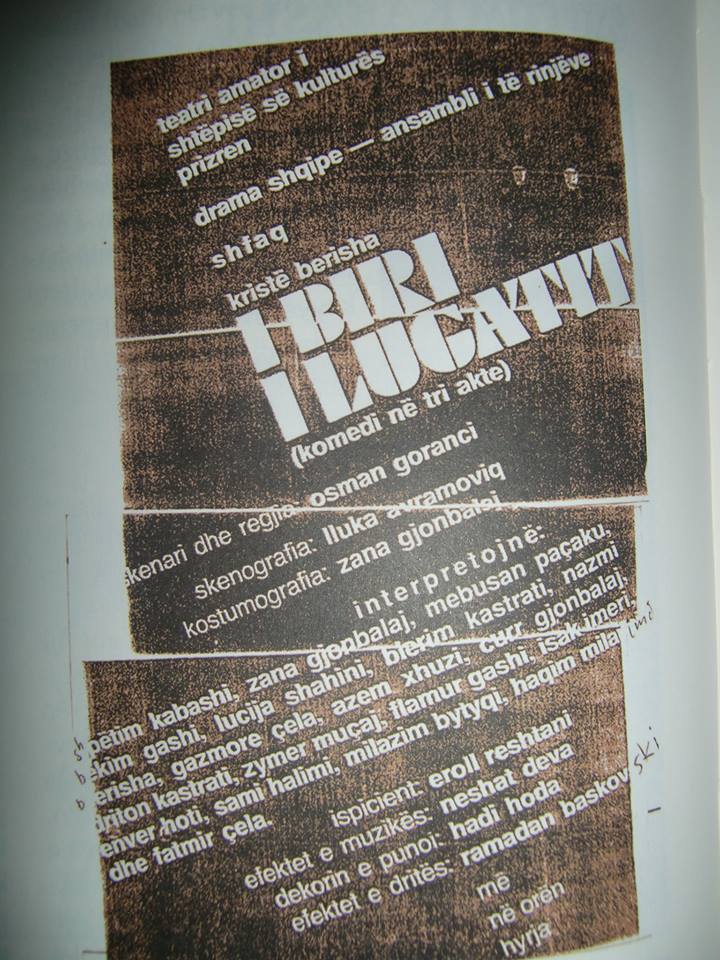 teatri amator i
shtëpisë së kulturës
prizren
drama shqipe — ansambli i të rinjëve
shfaq
kristë berisha
I BIRI
I LUGATIT
(komedi në tri akte)
skenari dhe regjia: osman goranci
skenografia: lluka avramoviq
kostumografia: zana gjonbalaj
interpretojnë:
petim kabashi, zana gjonbalaj, mebusan paçaku,
kim gashi, lucija shahini, blerim kastrati, nazmi
erisha, gazmore çela, azem xhuzi, curr gjonbalaj,
driton kastrati, zymer muçaj, flamur gashi, isak imeri,
enver hoti, sami halimi, milazim bytyqi, haqim mila
dhe fatmir çela.
ispicient: eroll reshtani
efektet e muzikës: neshat deva
dekorin e punoi: hadi hoda
efektet e dritës: ramadan baskovski
më
në orën
hyrja